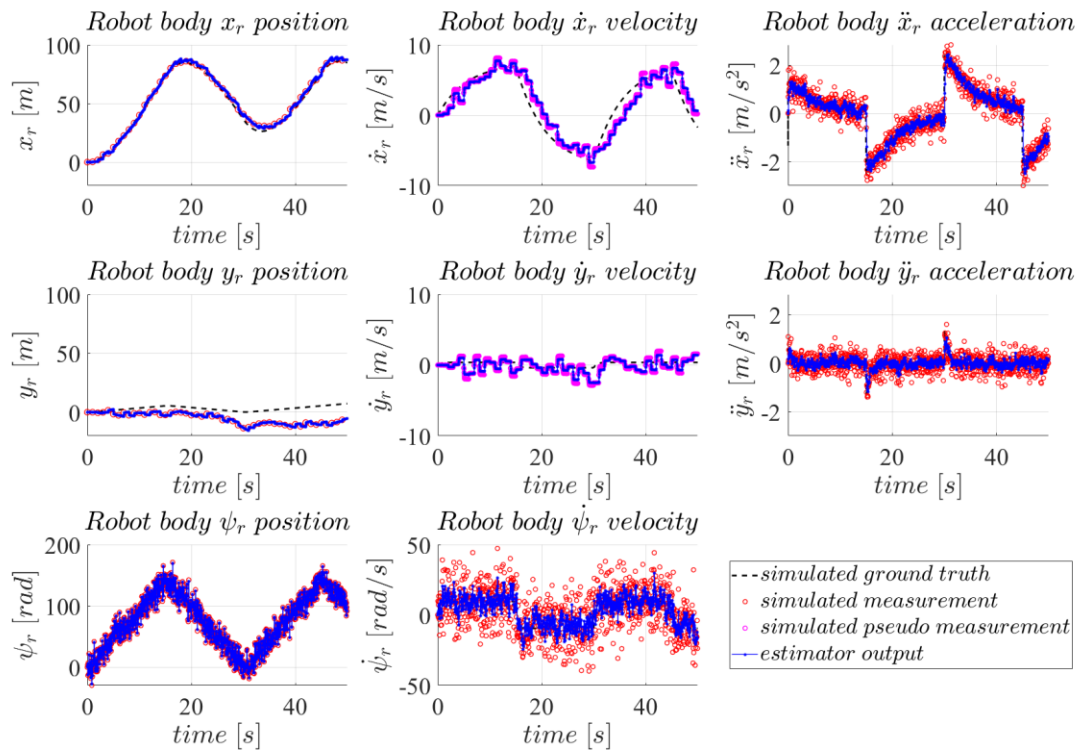 Robot body x_r position
Robot body ẋ_r velocity
Robot body ẍ_r acceleration
x_r [m]
100
50
0
0 20 40
time [s]
ẋ_r [m/s]
10
0
-10
0 20 40
time [s]
ẍ_r [m/s²]
2
0
-2
0 20 40
time [s]
Robot body y_r position
Robot body ẏ_r velocity
Robot body ÿ_r acceleration
y_r [m]
100
50
0
0 20 40
time [s]
ẏ_r [m/s]
10
0
-10
0 20 40
time [s]
ÿ_r [m/s²]
2
0
-2
0 20 40
time [s]
Robot body ψ_r position
Robot body ψ̇_r velocity
ψ_r [rad]
200
100
0
0 20 40
time [s]
ψ̇_r [rad/s]
50
0
-50
0 20 40
time [s]
simulated ground truth
simulated measurement
simulated pseudo measurement
estimator output